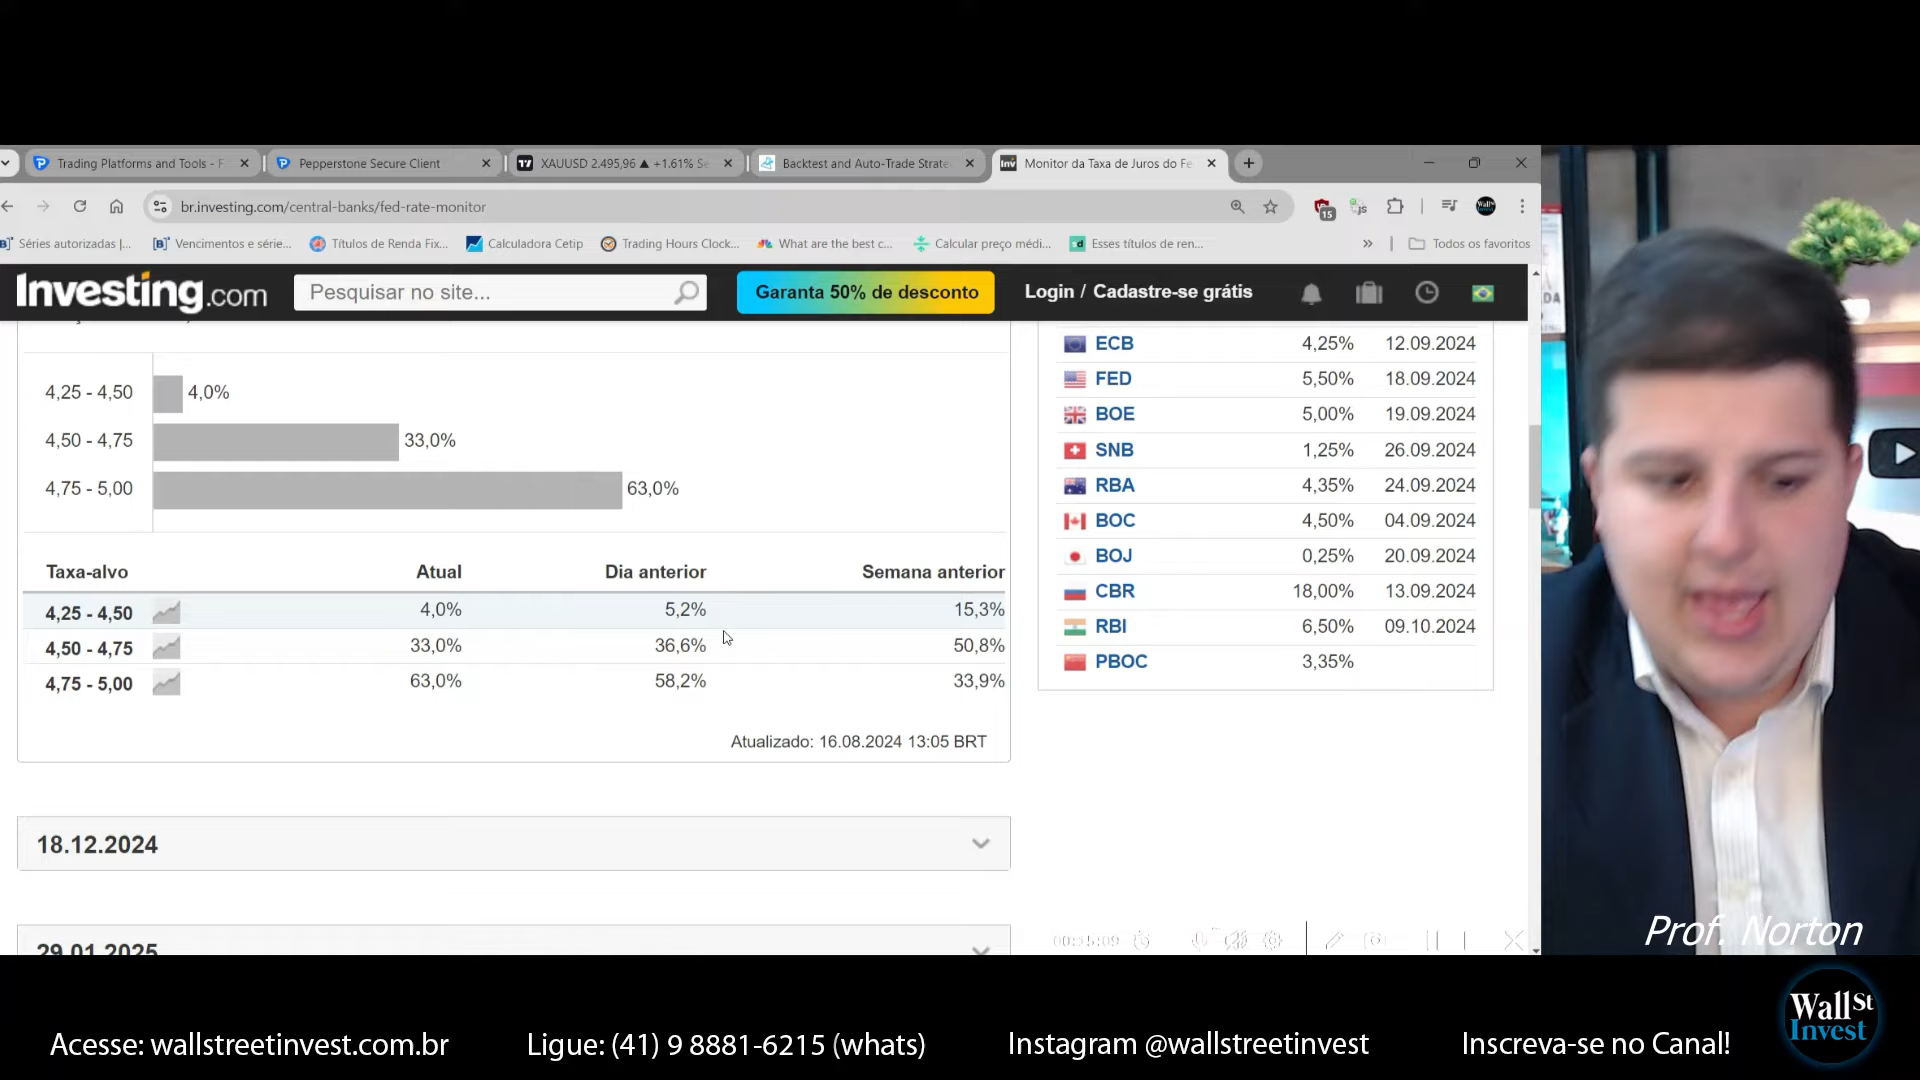 Trading Platforms and Tools - F
Pepperstone Secure Client
XAUUSD 2.495,96 ▲ +1.61% Se
Backtest and Auto-Trade Strate
Inv
Monitor da Taxa de Juros do Fe
br.investing.com/central-banks/fed-rate-monitor
15
Séries autorizadas |...
Vencimentos e série...
Títulos de Renda Fix...
Calculadora Cetip
Trading Hours Clock...
What are the best c...
Calcular preço médi...
Esses títulos de ren...
»
Todos os favoritos
Investing.com
Pesquisar no site...
Garanta 50% de desconto
Login / Cadastre-se grátis
4,25 - 4,50 4,0%
4,50 - 4,75 33,0%
4,75 - 5,00 63,0%
Taxa-alvo Atual Dia anterior Semana anterior
4,25 - 4,50 4,0% 5,2% 15,3%
4,50 - 4,75 33,0% 36,6% 50,8%
4,75 - 5,00 63,0% 58,2% 33,9%
Atualizado: 16.08.2024 13:05 BRT
18.12.2024
29.01.2025
ECB 4,25% 12.09.2024
FED 5,50% 18.09.2024
BOE 5,00% 19.09.2024
SNB 1,25% 26.09.2024
RBA 4,35% 24.09.2024
BOC 4,50% 04.09.2024
BOJ 0,25% 20.09.2024
CBR 18,00% 13.09.2024
RBI 6,50% 09.10.2024
PBOC 3,35%
00:15:09
Prof. Norton
Acesse: wallstreetinvest.com.br
Ligue: (41) 9 8881-6215 (whats)
Instagram @wallstreetinvest
Inscreva-se no Canal!
Wall St
Invest